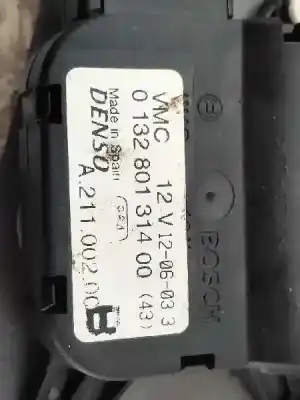 VMC 12 V 12-06-03 3
0 132 801 314 00 (43)
Made in Spain
DENSO
A.211.002.00
B
BOSCH